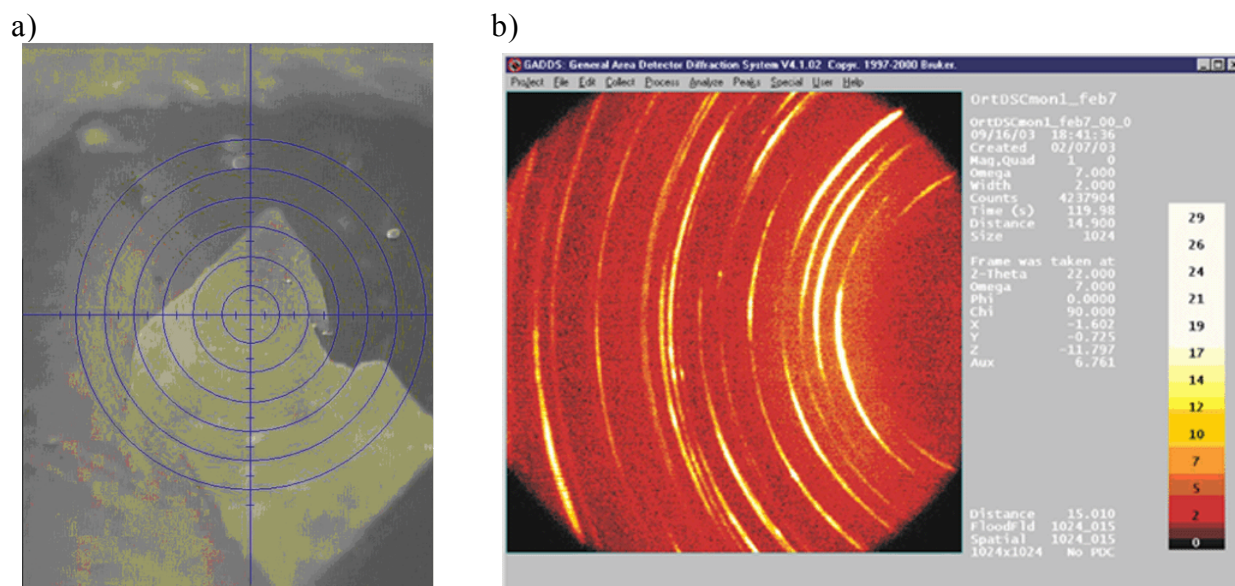 a)
b)
GADDS: General Area Detector Diffraction System V4.1.02 Copyr. 1997-2000 Bruker.
Project File Edit Collect Process Analyze Peaks Special User Help
OrtDSCmon1_feb7
OrtDSCmon1_feb7_00_0
09/16/03 18:41:36
Created 02/07/03
Mag,Quad 1 0
Omega 7.000
Width 2.000
Counts 4237904
Time (s) 119.98
Distance 14.900
Size 1024
Frame was taken at
2-Theta 22.000
Omega 7.000
Phi 0.0000
Chi 90.000
X -1.602
Y -0.725
Z -11.797
Aux 6.761
Distance 15.010
FloodFld 1024_015
Spatial 1024_015
1024x1024 No PDC
29
26
24
21
19
17
14
12
10
7
5
2
0